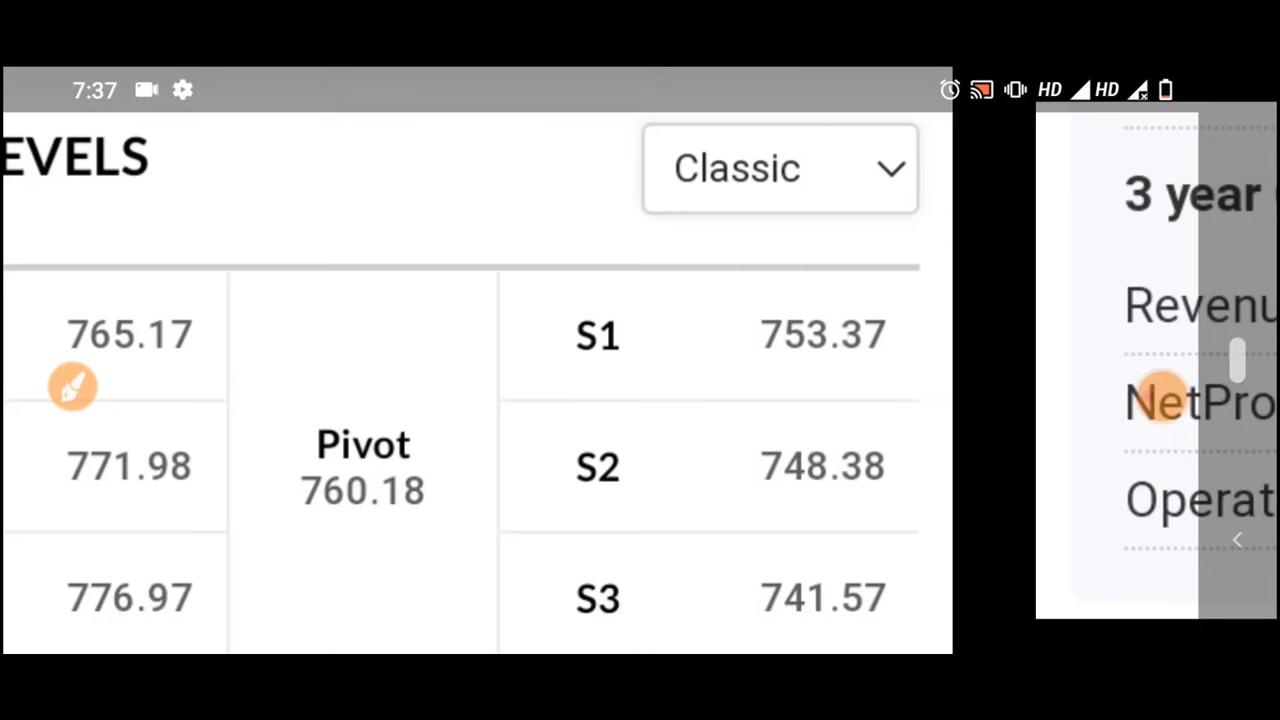 7:37
HD HD
EVELS
Classic
765.17
S1 753.37
771.98
Pivot
760.18
S2 748.38
776.97
S3 741.57
3 year
Revenu
NetPro
Operat